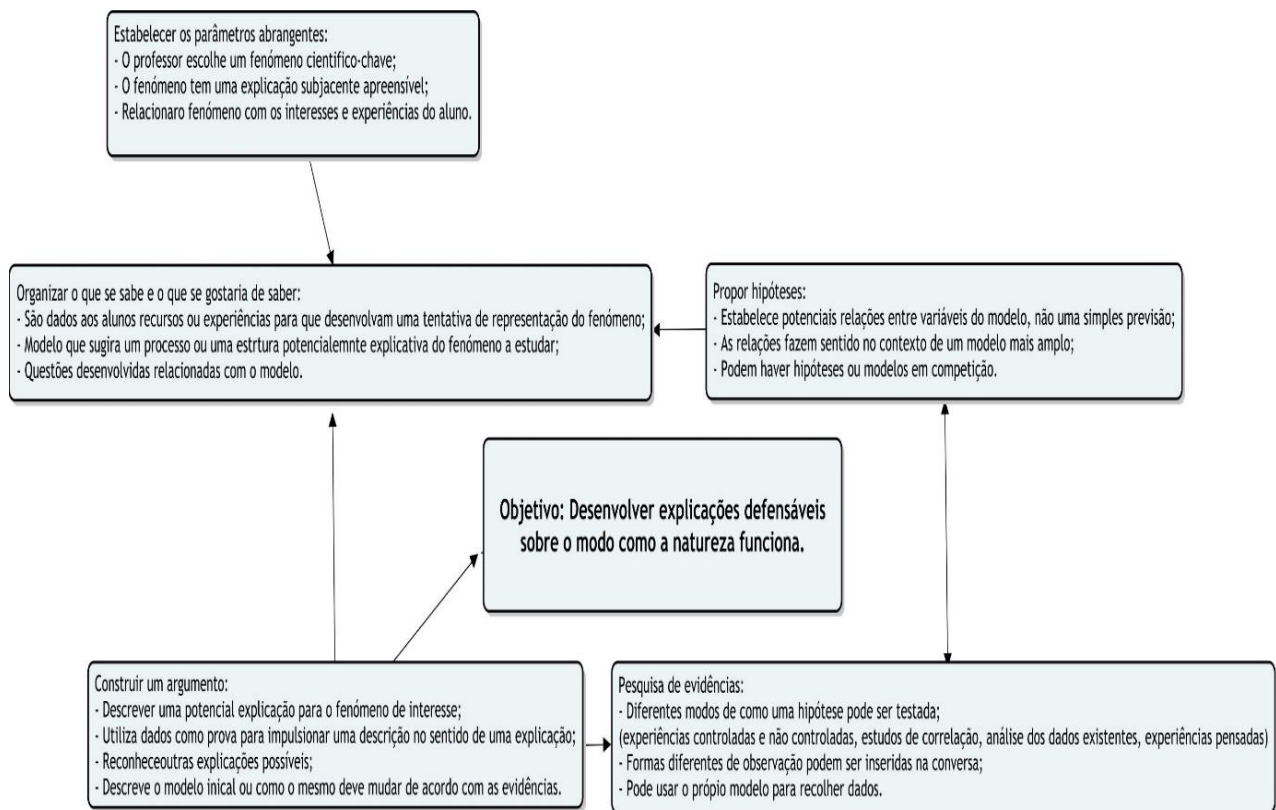 Estabelecer os parâmetros abrangentes:
- O professor escolhe um fenómeno cientifico-chave;
- O fenómeno tem uma explicação subjacente apreensível;
- Relacionaro fenómeno com os interesses e experiências do aluno.
Organizar o que se sabe e o que se gostaria de saber:
- São dados aos alunos recursos ou experiências para que desenvolvam uma tentativa de representação do fenómeno;
- Modelo que sugira um processo ou uma estrtura potencialemnte explicativa do fenómeno a estudar;
- Questões desenvolvidas relacionadas com o modelo.
Propor hipóteses:
- Estabelece potenciais relações entre variáveis do modelo, não uma simples previsão;
- As relações fazem sentido no contexto de um modelo mais amplo;
- Podem haver hipóteses ou modelos em competição.
Objetivo: Desenvolver explicações defensáveis
sobre o modo como a natureza funciona.
Construir um argumento:
- Descrever uma potencial explicação para o fenómeno de interesse;
- Utiliza dados como prova para impulsionar uma descrição no sentido de uma explicação;
- Reconheceoutras explicações possíveis;
- Descreve o modelo inical ou como o mesmo deve mudar de acordo com as evidências.
Pesquisa de evidências:
- Diferentes modos de como uma hipótese pode ser testada;
(experiências controladas e não controladas, estudos de correlação, análise dos dados existentes, experiências pensadas)
- Formas diferentes de observação podem ser inseridas na conversa;
- Pode usar o próprio modelo para recolher dados.